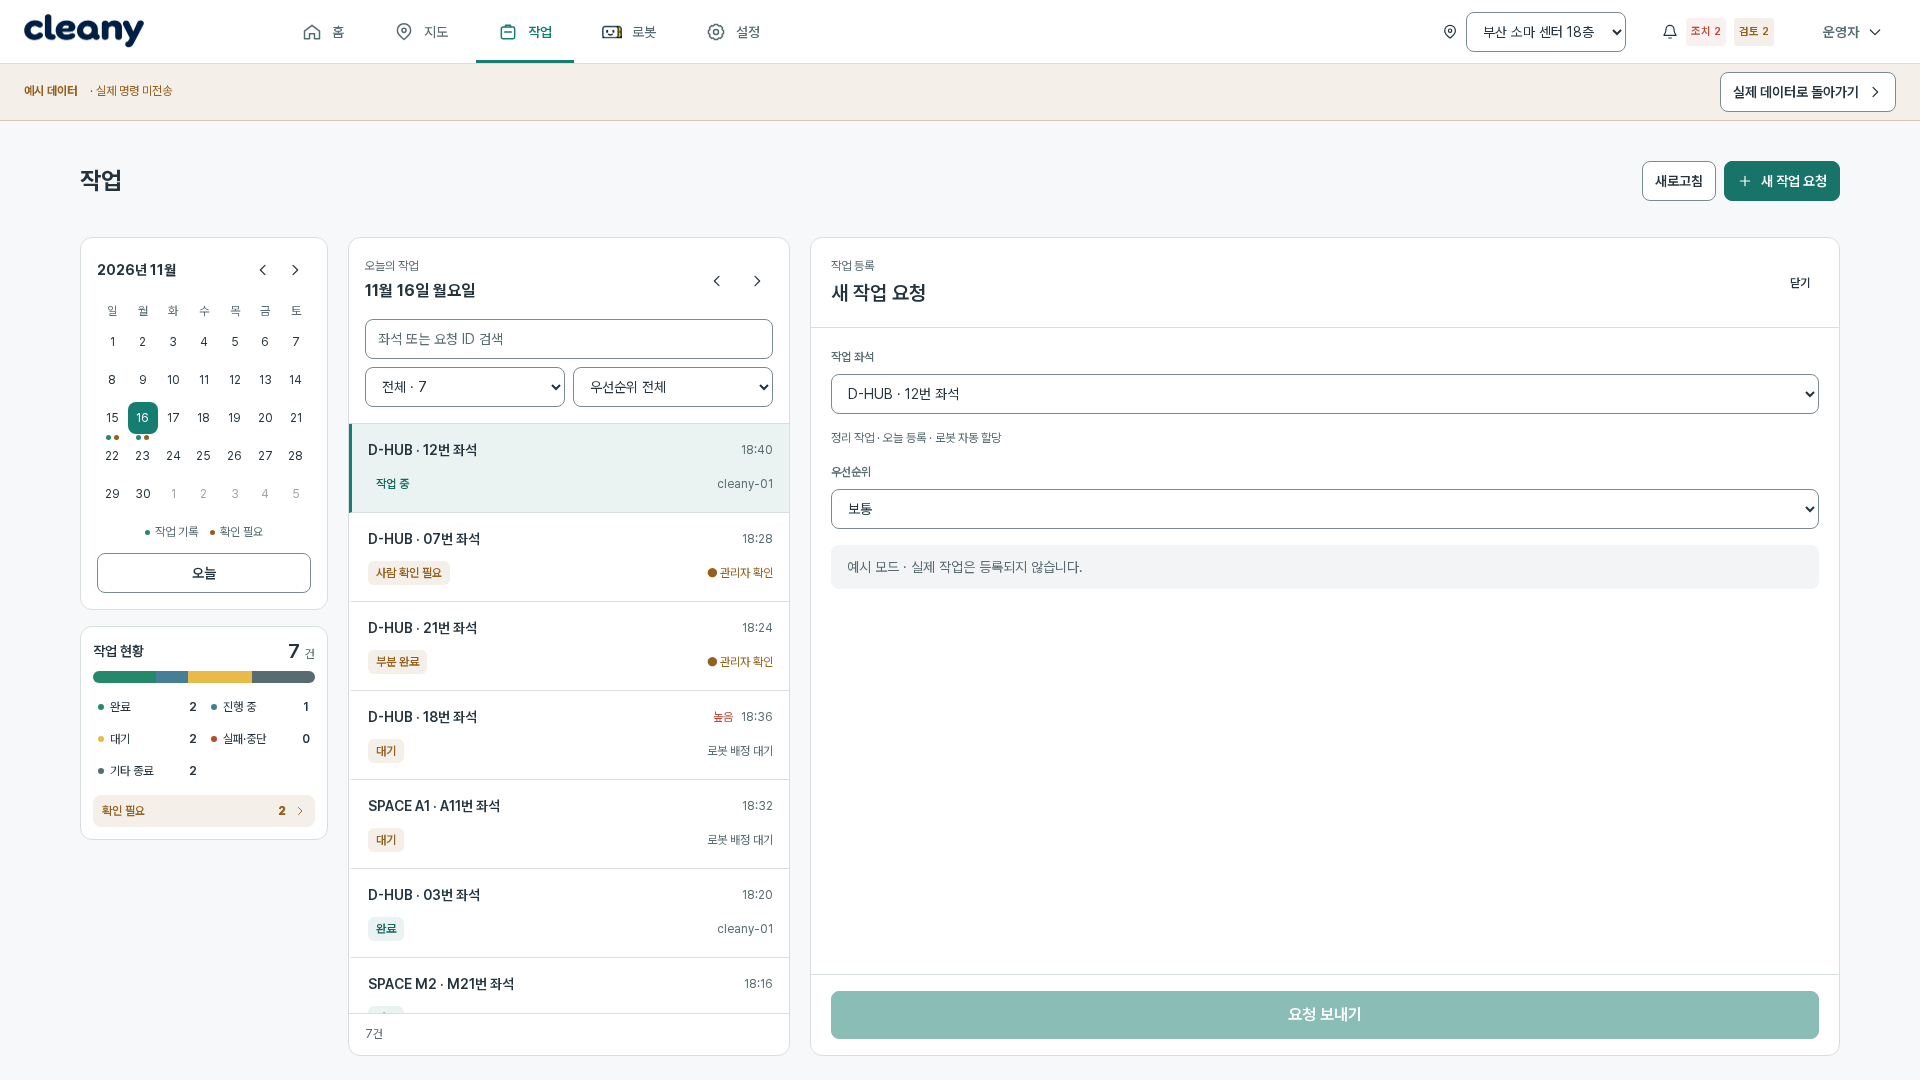 cleany
홈
지도
작업
로봇
설정
부산 소마 센터 18층
조치 2
검토 2
운영자
예시 데이터 · 실제 명령 미전송
실제 데이터로 돌아가기
작업
새로고침
새 작업 요청
2026년 11월
일 월 화 수 목 금 토
1 2 3 4 5 6 7
8 9 10 11 12 13 14
15 16 17 18 19 20 21
22 23 24 25 26 27 28
29 30 1 2 3 4 5
작업 기록 확인 필요
오늘
작업 현황 7 건
완료 2 진행 중 1
대기 2 실패·중단 0
기타 종료 2
확인 필요 2
오늘의 작업
11월 16일 월요일
좌석 또는 요청 ID 검색
전체 · 7
우선순위 전체
D-HUB · 12번 좌석 18:40
작업 중 cleany-01
D-HUB · 07번 좌석 18:28
사람 확인 필요 관리자 확인
D-HUB · 21번 좌석 18:24
부분 완료 관리자 확인
D-HUB · 18번 좌석 높음 18:36
대기 로봇 배정 대기
SPACE A1 · A11번 좌석 18:32
대기 로봇 배정 대기
D-HUB · 03번 좌석 18:20
완료 cleany-01
SPACE M2 · M21번 좌석 18:16
7건
작업 등록
새 작업 요청
닫기
작업 좌석
D-HUB · 12번 좌석
정리 작업 · 오늘 등록 · 로봇 자동 할당
우선순위
보통
예시 모드 · 실제 작업은 등록되지 않습니다.
요청 보내기